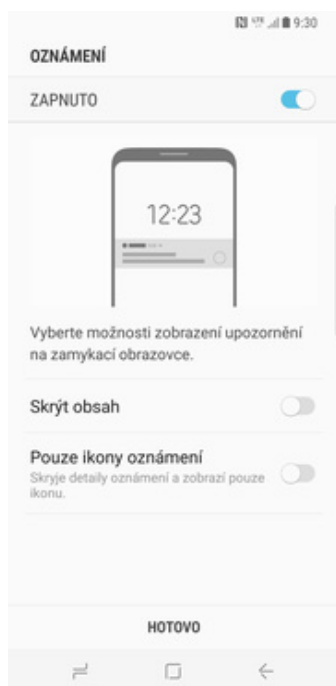 LTE 9:30
OZNÁMENÍ
ZAPNUTO
12:23
Vyberte možnosti zobrazení upozornění
na zamykací obrazovce.
Skrýt obsah
Pouze ikony oznámení
Skryje detaily oznámení a zobrazí pouze
ikonu.
HOTOVO